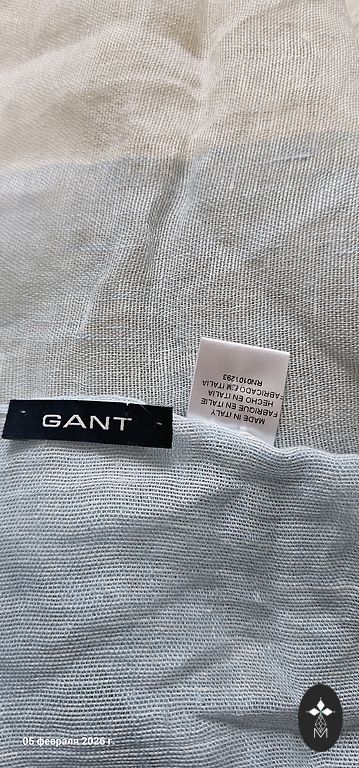 GANT
MADE IN ITALY
FABRIQUE EN ITALIE
HECHO EN ITALIA
FABRICADO EM ITALIA
RN0101293
05 февраля 2026 г.